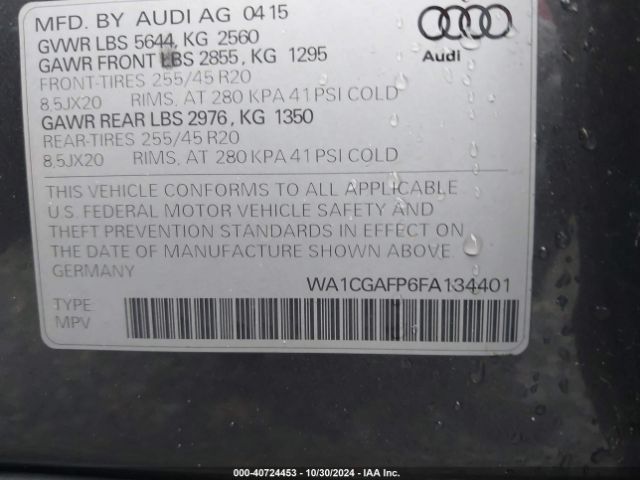 MFD. BY AUDI AG 04 15
GVWR LBS 5644, KG 2560
GAWR FRONT LBS 2855, KG 1295
FRONT-TIRES 255/45 R20
8,5JX20 RIMS, AT 280 KPA 41 PSI COLD
GAWR REAR LBS 2976, KG 1350
REAR-TIRES 255/45 R20
8,5JX20 RIMS, AT 280 KPA 41 PSI COLD
Audi
THIS VEHICLE CONFORMS TO ALL APPLICABLE
U.S. FEDERAL MOTOR VEHICLE SAFETY AND
THEFT PREVENTION STANDARDS IN EFFECT ON
THE DATE OF MANUFACTURE SHOWN ABOVE.
GERMANY
WA1CGAFP6FA134401
TYPE:
MPV
000-40724453 - 10/30/2024 - IAA Inc.